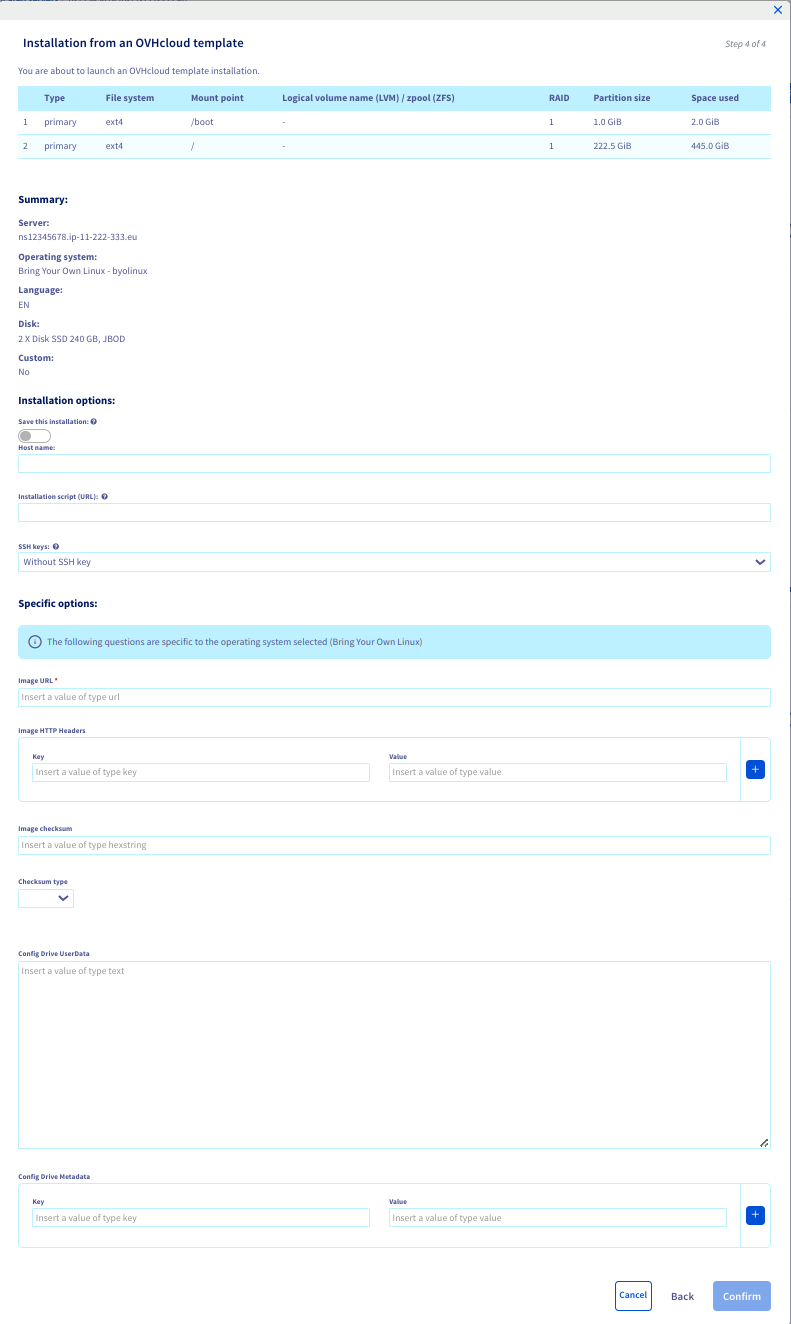 Installation from an OVHcloud template
Step 4 of 4
You are about to launch an OVHcloud template installation.
Type File system Mount point Logical volume name (LVM) / zpool (ZFS) RAID Partition size Space used
1 primary ext4 /boot - 1 1.0 GiB 2.0 GiB
2 primary ext4 / - 1 222.5 GiB 445.0 GiB
Summary:
Server:
ns12345678.ip-11-222-333.eu
Operating system:
Bring Your Own Linux - byolinux
Language:
EN
Disk:
2 X Disk SSD 240 GB, JBOD
Custom:
No
Installation options:
Save this installation:
Host name:
Installation script (URL):
SSH keys:
Without SSH key
Specific options:
The following questions are specific to the operating system selected (Bring Your Own Linux)
Image URL *
Insert a value of type url
Image HTTP Headers
Key Value
Insert a value of type key Insert a value of type value
Image checksum
Insert a value of type hexstring
Checksum type
Config Drive UserData
Insert a value of type text
Config Drive Metadata
Key Value
Insert a value of type key Insert a value of type value
Cancel Back Confirm